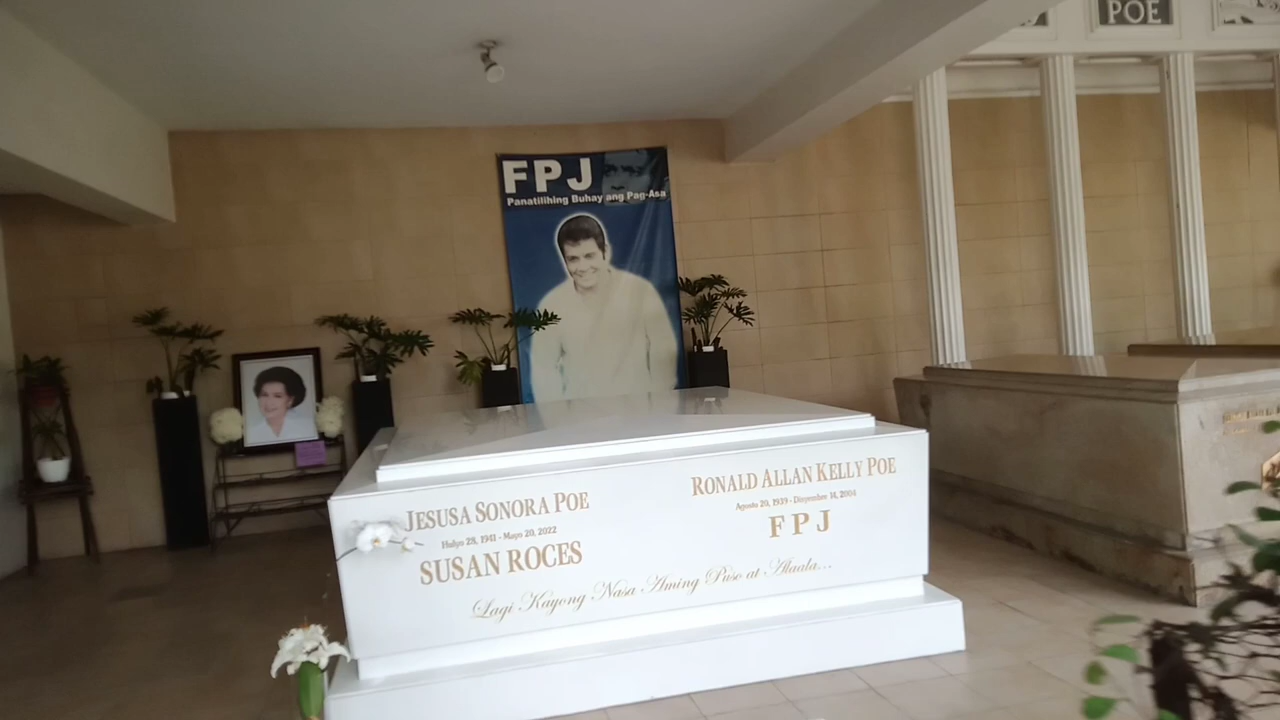 POE
FPJ
Panatilihing Buhay ang Pag-Asa
JESUSA SONORA POE
Hulyo 28, 1941 - Mayo 20, 2022
SUSAN ROCES
RONALD ALLAN KELLY POE
Agosto 20, 1939 - Disyembre 14, 2004
FPJ
Lagi Kayong Nasa Aming Puso at Alaala...